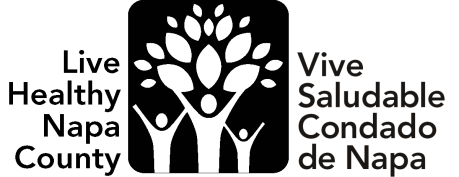 Live
Healthy
Napa
County
Vive
Saludable
Condado
de Napa